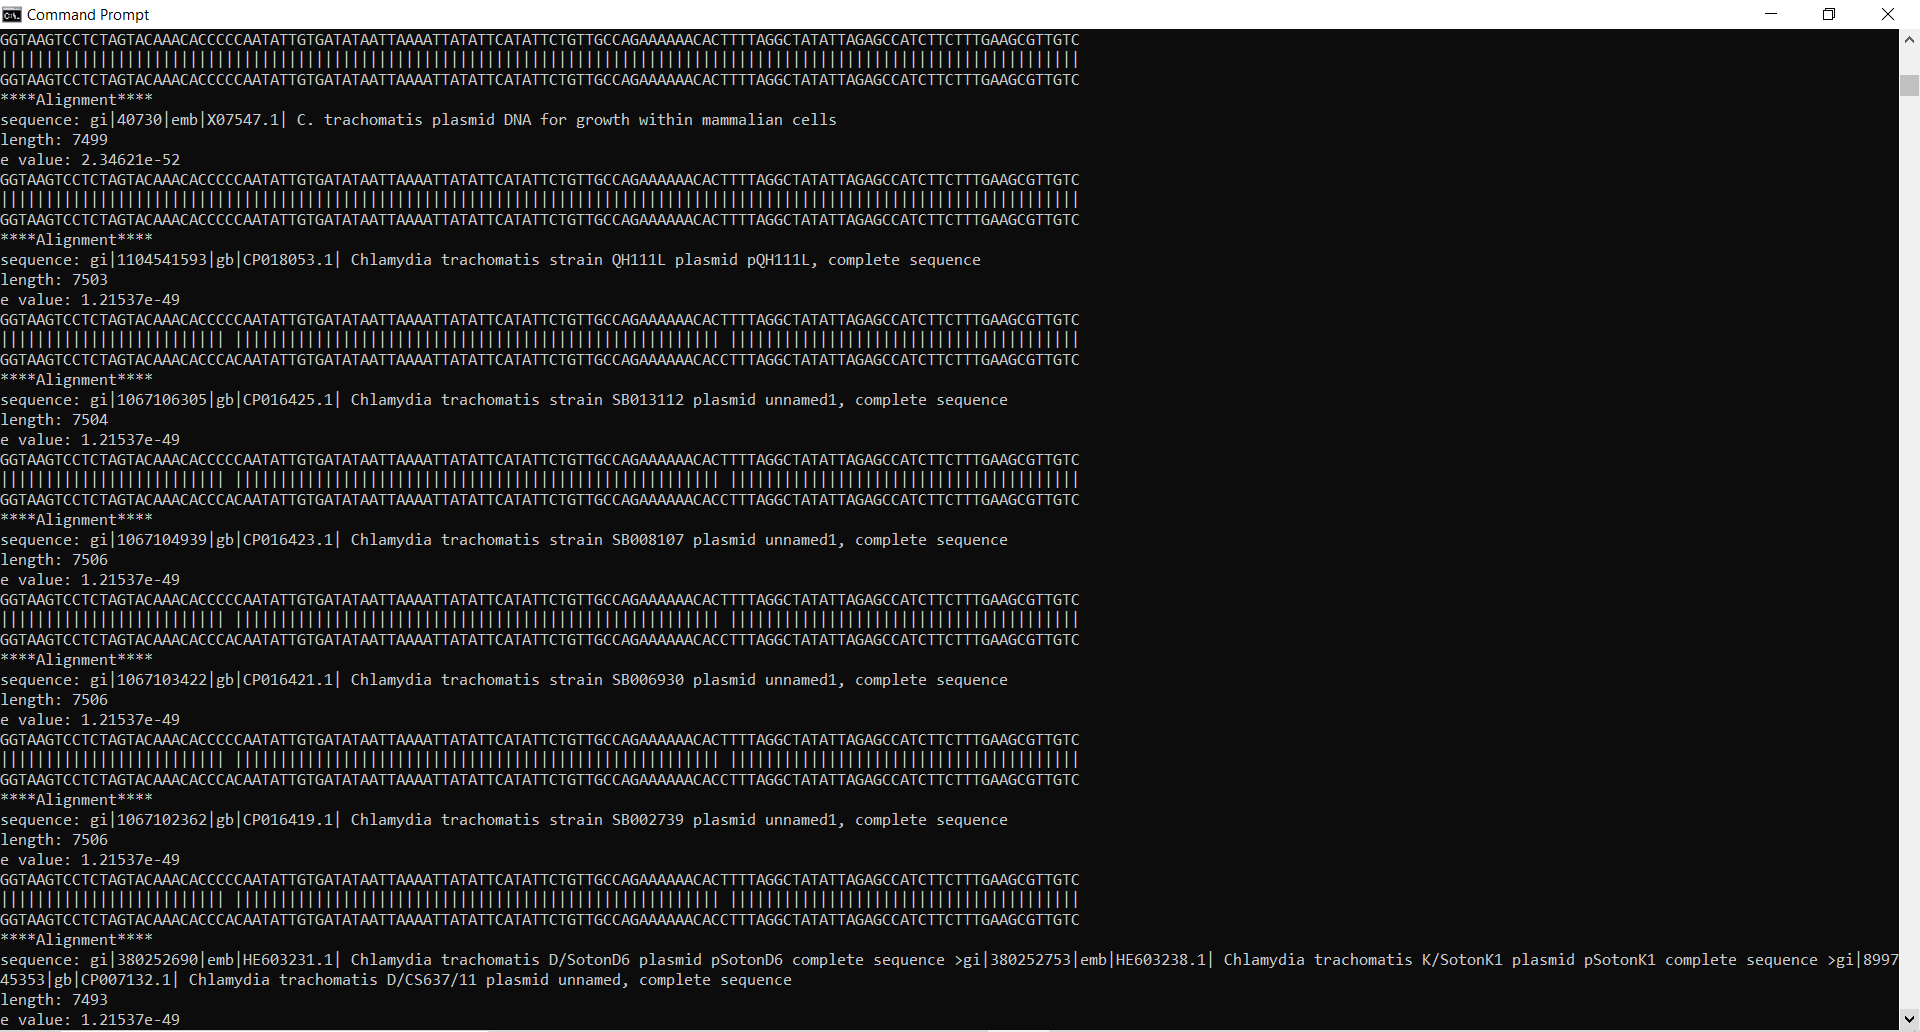 Command Prompt
GGTAAGTCCTCTAGTACAAACACCCCCAATATTGTGATATAATTAAAATTATATTCATATTCTGTTGCCAGAAAAAACACTTTTAGGCTATATTAGAGCCATCTTCTTTGAAGCGTTGTC
||||||||||||||||||||||||||||||||||||||||||||||||||||||||||||||||||||||||||||||||||||||||||||||||||||||||||||||||||||||||
GGTAAGTCCTCTAGTACAAACACCCCCAATATTGTGATATAATTAAAATTATATTCATATTCTGTTGCCAGAAAAAACACTTTTAGGCTATATTAGAGCCATCTTCTTTGAAGCGTTGTC
****Alignment****
sequence: gi|40730|emb|X07547.1| C. trachomatis plasmid DNA for growth within mammalian cells
length: 7499
e value: 2.34621e-52
GGTAAGTCCTCTAGTACAAACACCCCCAATATTGTGATATAATTAAAATTATATTCATATTCTGTTGCCAGAAAAAACACTTTTAGGCTATATTAGAGCCATCTTCTTTGAAGCGTTGTC
||||||||||||||||||||||||||||||||||||||||||||||||||||||||||||||||||||||||||||||||||||||||||||||||||||||||||||||||||||||||
GGTAAGTCCTCTAGTACAAACACCCCCAATATTGTGATATAATTAAAATTATATTCATATTCTGTTGCCAGAAAAAACACTTTTAGGCTATATTAGAGCCATCTTCTTTGAAGCGTTGTC
****Alignment****
sequence: gi|1104541593|gb|CP018053.1| Chlamydia trachomatis strain QH111L plasmid pQH111L, complete sequence
length: 7503
e value: 1.21537e-49
GGTAAGTCCTCTAGTACAAACACCCCCAATATTGTGATATAATTAAAATTATATTCATATTCTGTTGCCAGAAAAAACACTTTTAGGCTATATTAGAGCCATCTTCTTTGAAGCGTTGTC
||||||||||||||||||||||||| |||||||||||||||||||||||||||||||||||||||||||||||||||||| |||||||||||||||||||||||||||||||||||||||
GGTAAGTCCTCTAGTACAAACACCCACAATATTGTGATATAATTAAAATTATATTCATATTCTGTTGCCAGAAAAAACACCTTTAGGCTATATTAGAGCCATCTTCTTTGAAGCGTTGTC
****Alignment****
sequence: gi|1067106305|gb|CP016425.1| Chlamydia trachomatis strain SB013112 plasmid unnamed1, complete sequence
length: 7504
e value: 1.21537e-49
GGTAAGTCCTCTAGTACAAACACCCCCAATATTGTGATATAATTAAAATTATATTCATATTCTGTTGCCAGAAAAAACACTTTTAGGCTATATTAGAGCCATCTTCTTTGAAGCGTTGTC
||||||||||||||||||||||||| |||||||||||||||||||||||||||||||||||||||||||||||||||||| |||||||||||||||||||||||||||||||||||||||
GGTAAGTCCTCTAGTACAAACACCCACAATATTGTGATATAATTAAAATTATATTCATATTCTGTTGCCAGAAAAAACACCTTTAGGCTATATTAGAGCCATCTTCTTTGAAGCGTTGTC
****Alignment****
sequence: gi|1067104939|gb|CP016423.1| Chlamydia trachomatis strain SB008107 plasmid unnamed1, complete sequence
length: 7506
e value: 1.21537e-49
GGTAAGTCCTCTAGTACAAACACCCCCAATATTGTGATATAATTAAAATTATATTCATATTCTGTTGCCAGAAAAAACACTTTTAGGCTATATTAGAGCCATCTTCTTTGAAGCGTTGTC
||||||||||||||||||||||||| |||||||||||||||||||||||||||||||||||||||||||||||||||||| |||||||||||||||||||||||||||||||||||||||
GGTAAGTCCTCTAGTACAAACACCCACAATATTGTGATATAATTAAAATTATATTCATATTCTGTTGCCAGAAAAAACACCTTTAGGCTATATTAGAGCCATCTTCTTTGAAGCGTTGTC
****Alignment****
sequence: gi|1067103422|gb|CP016421.1| Chlamydia trachomatis strain SB006930 plasmid unnamed1, complete sequence
length: 7506
e value: 1.21537e-49
GGTAAGTCCTCTAGTACAAACACCCCCAATATTGTGATATAATTAAAATTATATTCATATTCTGTTGCCAGAAAAAACACTTTTAGGCTATATTAGAGCCATCTTCTTTGAAGCGTTGTC
||||||||||||||||||||||||| |||||||||||||||||||||||||||||||||||||||||||||||||||||| |||||||||||||||||||||||||||||||||||||||
GGTAAGTCCTCTAGTACAAACACCCACAATATTGTGATATAATTAAAATTATATTCATATTCTGTTGCCAGAAAAAACACCTTTAGGCTATATTAGAGCCATCTTCTTTGAAGCGTTGTC
****Alignment****
sequence: gi|1067102362|gb|CP016419.1| Chlamydia trachomatis strain SB002739 plasmid unnamed1, complete sequence
length: 7506
e value: 1.21537e-49
GGTAAGTCCTCTAGTACAAACACCCCCAATATTGTGATATAATTAAAATTATATTCATATTCTGTTGCCAGAAAAAACACTTTTAGGCTATATTAGAGCCATCTTCTTTGAAGCGTTGTC
||||||||||||||||||||||||| |||||||||||||||||||||||||||||||||||||||||||||||||||||| |||||||||||||||||||||||||||||||||||||||
GGTAAGTCCTCTAGTACAAACACCCACAATATTGTGATATAATTAAAATTATATTCATATTCTGTTGCCAGAAAAAACACCTTTAGGCTATATTAGAGCCATCTTCTTTGAAGCGTTGTC
****Alignment****
sequence: gi|380252690|emb|HE603231.1| Chlamydia trachomatis D/SotonD6 plasmid pSotonD6 complete sequence >gi|380252753|emb|HE603238.1| Chlamydia trachomatis K/SotonK1 plasmid pSotonK1 complete sequence >gi|8997
45353|gb|CP007132.1| Chlamydia trachomatis D/CS637/11 plasmid unnamed, complete sequence
length: 7493
e value: 1.21537e-49